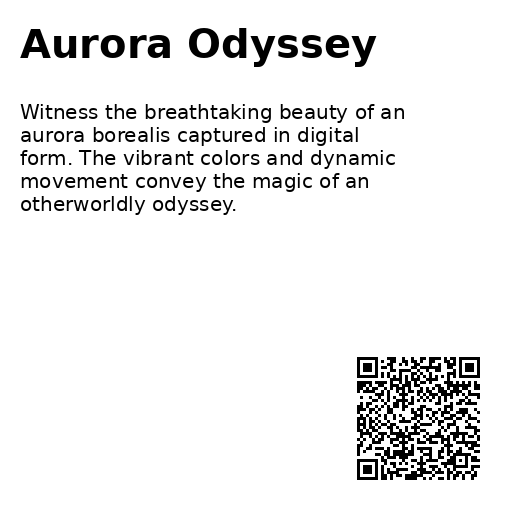 Aurora Odyssey
Witness the breathtaking beauty of an
aurora borealis captured in digital
form. The vibrant colors and dynamic
movement convey the magic of an
otherworldly odyssey.